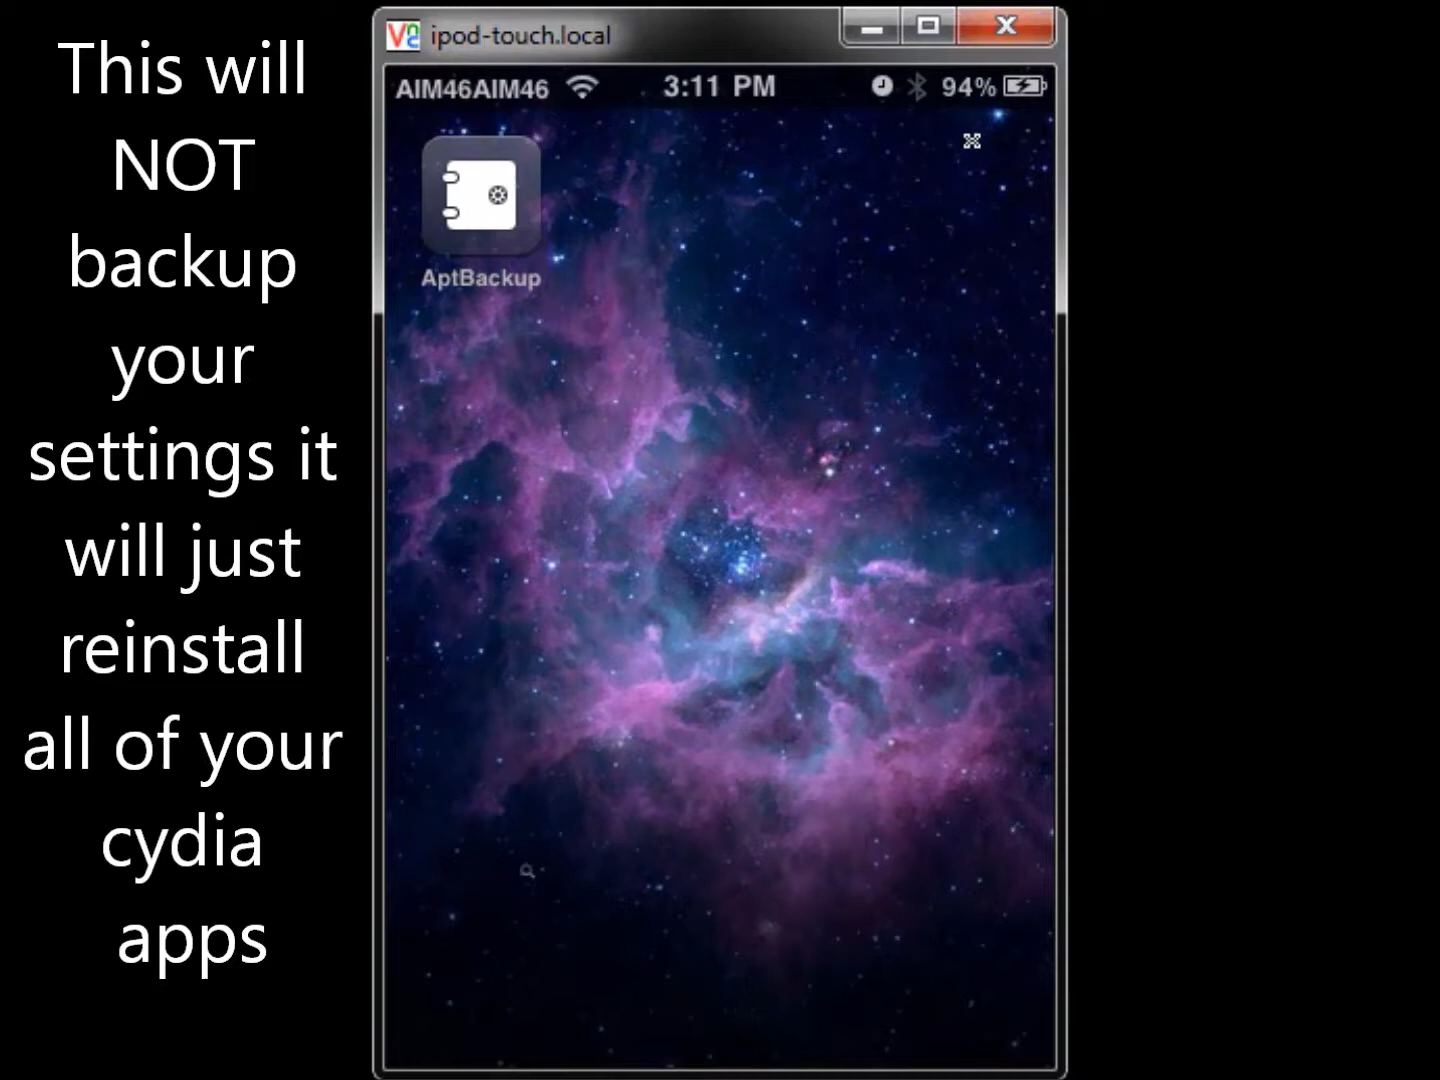 This will
NOT
backup
your
settings it
will just
reinstall
all of your
cydia
apps
ipod-touch.local
AIM46AIM46 3:11 PM 94%
AptBackup